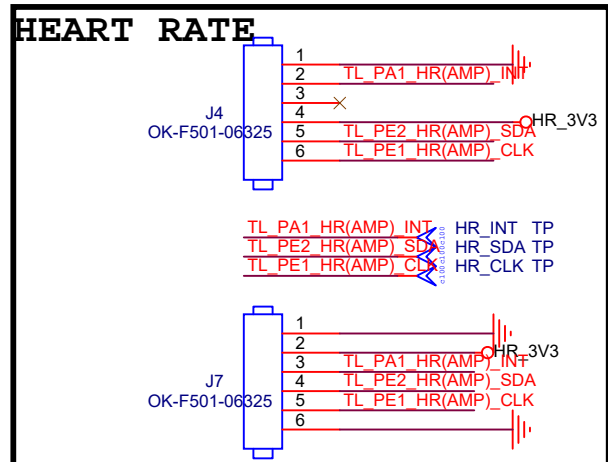 HEART RATE
1
2 TL_PA1_HR(AMP)_INT
3
J4
4 HR_3V3
OK-F501-06325
5 TL_PE2_HR(AMP)_SDA
6 TL_PE1_HR(AMP)_CLK
TL_PA1_HR(AMP)_INT c100 HR_INT TP
TL_PE2_HR(AMP)_SDA c100 HR_SDA TP
TL_PE1_HR(AMP)_CLK c100 HR_CLK TP
1
2 HR_3V3
3 TL_PA1_HR(AMP)_INT
J7
4 TL_PE2_HR(AMP)_SDA
OK-F501-06325
5 TL_PE1_HR(AMP)_CLK
6